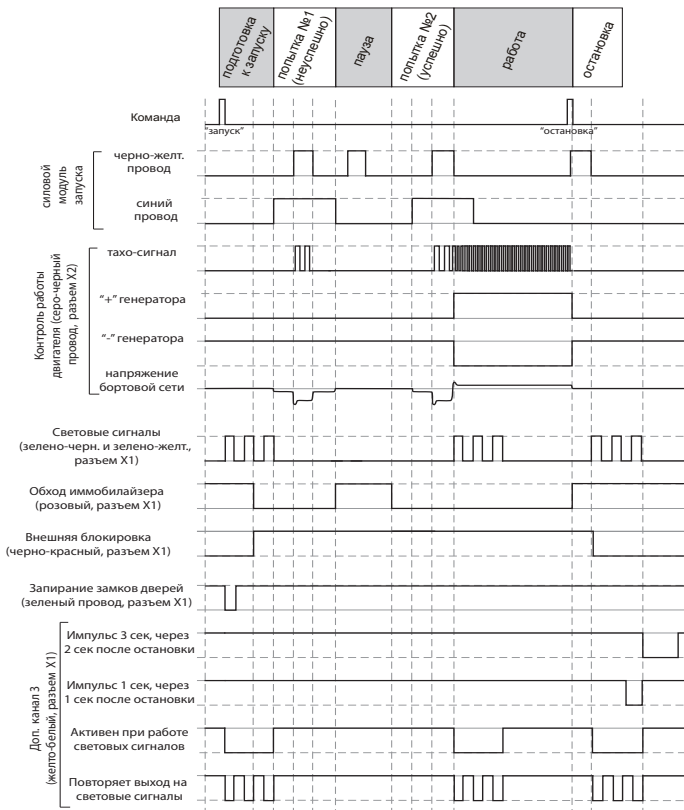 подготовка
к запуску
попытка №1
(неуспешно)
пауза
попытка №2
(успешно)
работа
остановка
Команда
"запуск"
"остановка"
силовой
модуль
запуска
черно-желт.
провод
синий
провод
Контроль работы
двигателя (серо-черный
провод, разъем X2)
тахо-сигнал
"+" генератора
"-" генератора
напряжение
бортовой сети
Световые сигналы
(зелено-черн. и зелено-желт.,
разъем X1)
Обход иммобилайзера
(розовый, разъем X1)
Внешняя блокировка
(черно-красный, разъем X1)
Запирание замков дверей
(зеленый провод, разъем X1)
Доп. канал 3
(желто-белый, разъем X1)
Импульс 3 сек, через
2 сек после остановки
Импульс 1 сек, через
1 сек после остановки
Активен при работе
световых сигналов
Повторяет выход на
световые сигналы